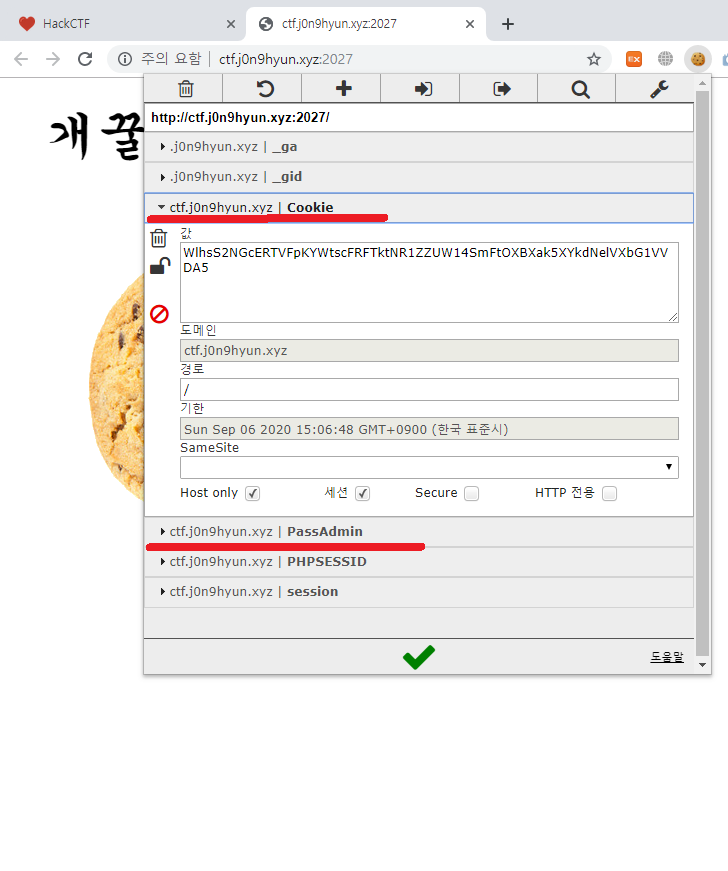 HackCTF
ctf.j0n9hyun.xyz:2027
주의 요함 ctf.j0n9hyun.xyz:2027
EX
개 꿀
http://ctf.j0n9hyun.xyz:2027/
.j0n9hyun.xyz | _ga
.j0n9hyun.xyz | _gid
ctf.j0n9hyun.xyz | Cookie
값
WlhsS2NGcERTVFpKYWtscFRFTktNR1ZZUW14SmFtOXBXak5XYkdNelVXbG1VV
DA5
도메인
ctf.j0n9hyun.xyz
경로
/
기한
Sun Sep 06 2020 15:06:48 GMT+0900 (한국 표준시)
SameSite
Host only 세션 Secure HTTP 전용
ctf.j0n9hyun.xyz | PassAdmin
ctf.j0n9hyun.xyz | PHPSESSID
ctf.j0n9hyun.xyz | session
도움말